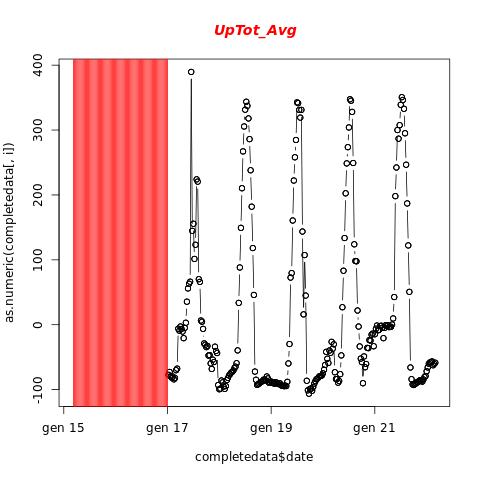 UpTot_Avg
as.numeric(completedata[, i])
400
300
200
100
0
-100
gen 15
gen 17
gen 19
gen 21
completedata$date